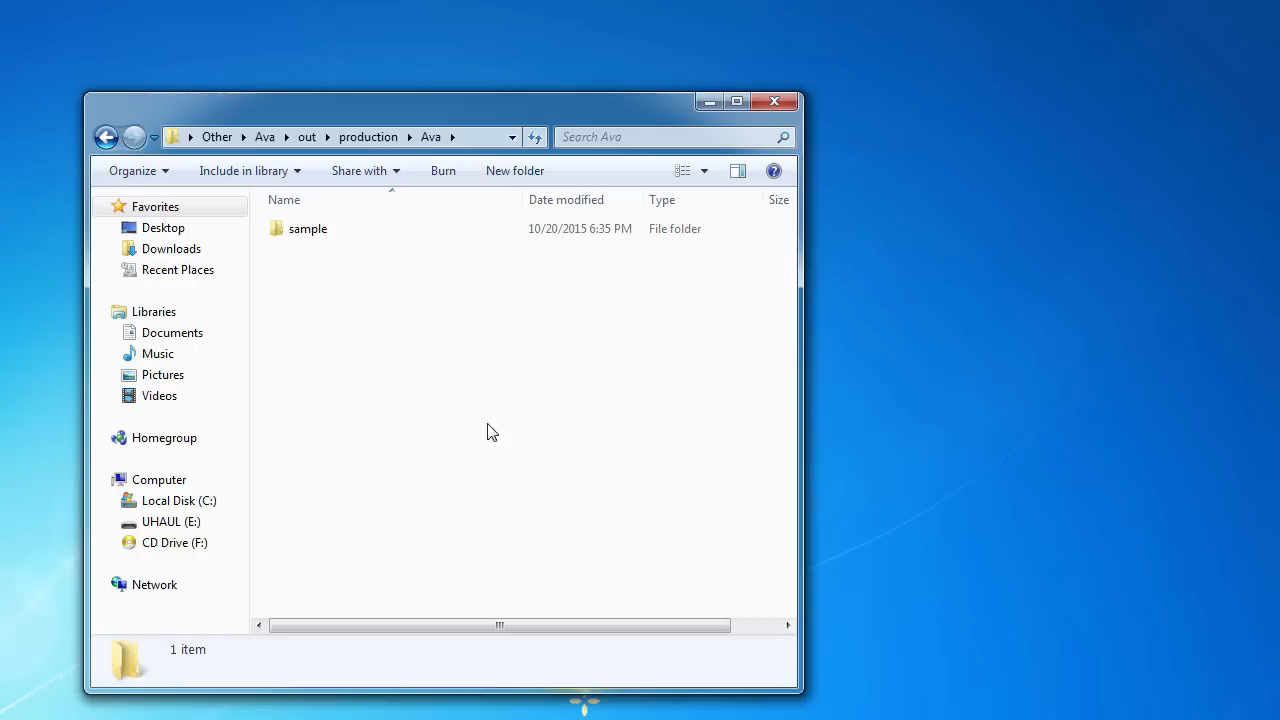 Other Ava out production Ava
Search Ava
Organize Include in library Share with Burn New folder
Name Date modified Type Size
sample 10/20/2015 6:35 PM File folder
Favorites
Desktop
Downloads
Recent Places
Libraries
Documents
Music
Pictures
Videos
Homegroup
Computer
Local Disk (C:)
UHAUL (E:)
CD Drive (F:)
Network
1 item